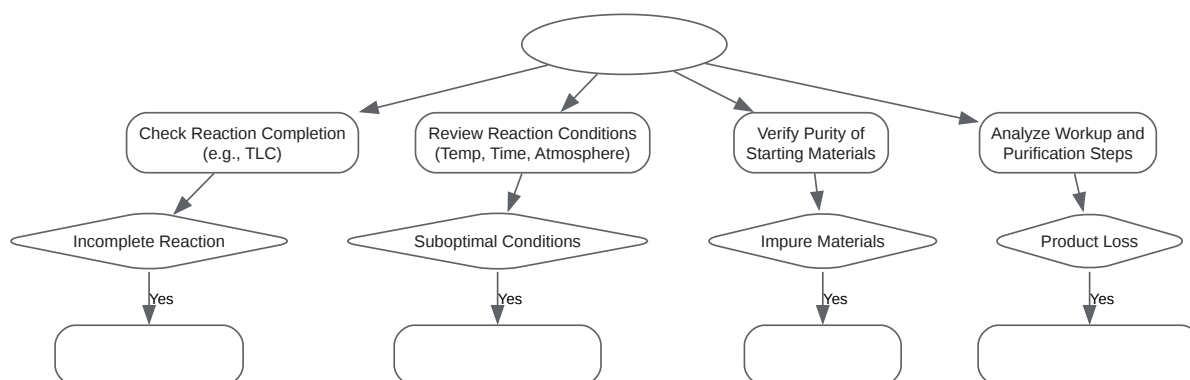 Check Reaction Completion
(e.g., TLC)
Review Reaction Conditions
(Temp, Time, Atmosphere)
Verify Purity of
Starting Materials
Analyze Workup and
Purification Steps
Incomplete Reaction
Suboptimal Conditions
Impure Materials
Product Loss
Yes
Yes
Yes
Yes